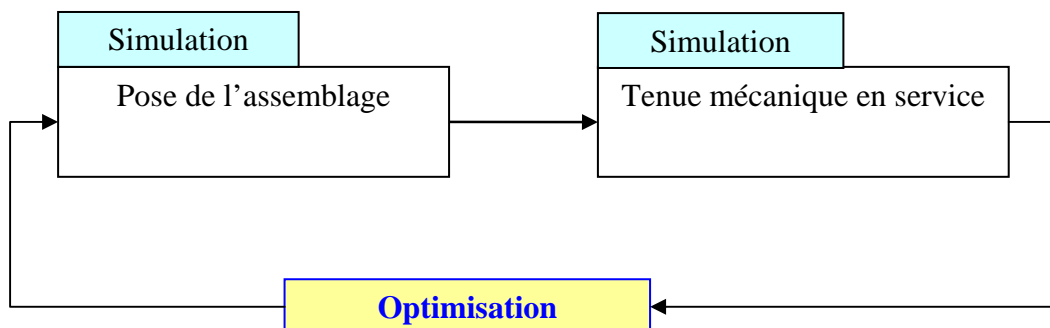 Simulation
Pose de l’assemblage
Simulation
Tenue mécanique en service
Optimisation